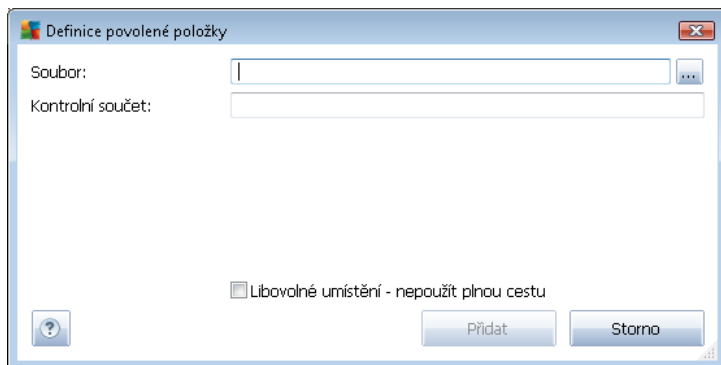 Definice povolené položky
Soubor:
...
Kontrolní součet:
Libovolné umístění - nepoužít plnou cestu
? Přidat Storno